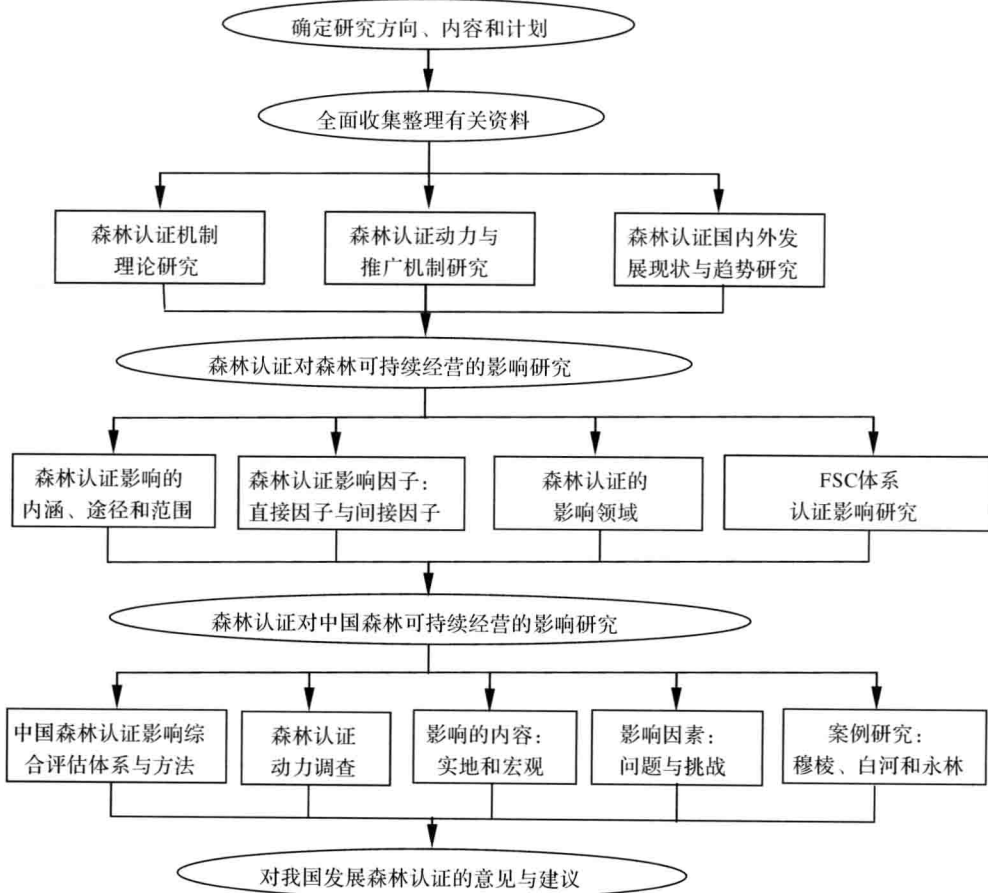 确定研究方向、内容和计划
全面收集整理有关资料
森林认证机制
理论研究
森林认证动力与
推广机制研究
森林认证国内外发
展现状与趋势研究
森林认证对森林可持续经营的影响研究
森林认证影响的
内涵、途径和范围
森林认证影响因子:
直接因子与间接因子
森林认证的
影响领域
FSC体系
认证影响研究
森林认证对中国森林可持续经营的影响研究
中国森林认证影响综
合评估体系与方法
森林认证
动力调查
影响的内容:
实地和宏观
影响因素:
问题与挑战
案例研究:
穆棱、白河和永林
对我国发展森林认证的意见与建议